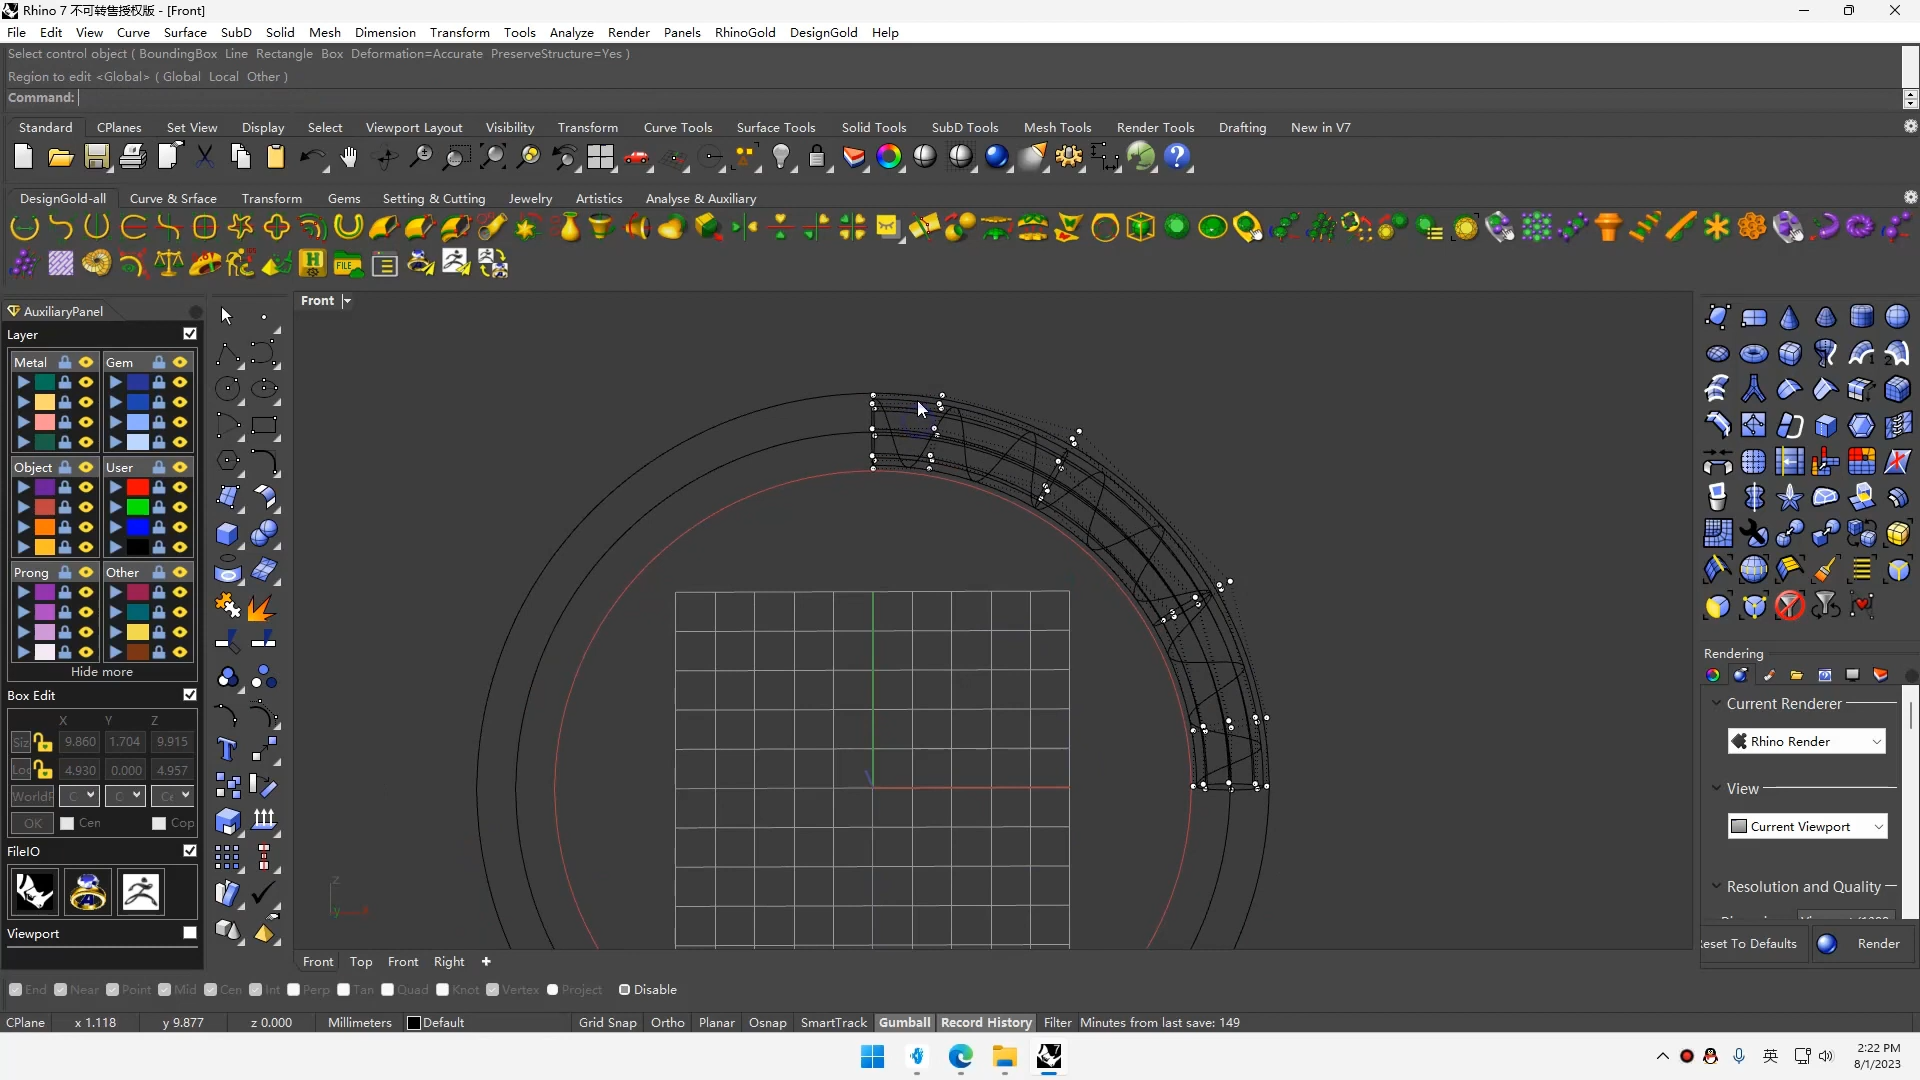 Rhino 7 不可转售授权版 - [Front]
File Edit View Curve Surface SubD Solid Mesh Dimension Transform Tools Analyze Render Panels RhinoGold DesignGold Help
Select control object ( BoundingBox Line Rectangle Box Deformation=Accurate PreserveStructure=Yes )
Region to edit <Global> ( Global Local Other )
Command:
Standard CPlanes Set View Display Select Viewport Layout Visibility Transform Curve Tools Surface Tools Solid Tools SubD Tools Mesh Tools Render Tools Drafting New in V7
DesignGold-all Curve & Srface Transform Gems Setting & Cutting Jewelry Artistics Analyse & Auxiliary
AuxiliaryPanel
Layer
Metal Gem
Object User
Prong Other
Hide more
Box Edit
X Y Z
Siz 9.860 1.704 9.915
Loc 4.930 0.000 4.957
C C Ce
OK Cen Cop
FileIO
Viewport
Front
z
y
Front Top Front Right
Rendering
Current Renderer
Rhino Render
View
Current Viewport
Resolution and Quality
Reset To Defaults Render
End Near Point Mid Cen Int Perp Tan Quad Knot Vertex Project Disable
CPlane x 1.118 y 9.877 z 0.000 Millimeters Default Grid Snap Ortho Planar Osnap SmartTrack Gumball Record History Filter Minutes from last save: 149
英
2:22 PM
8/1/2023